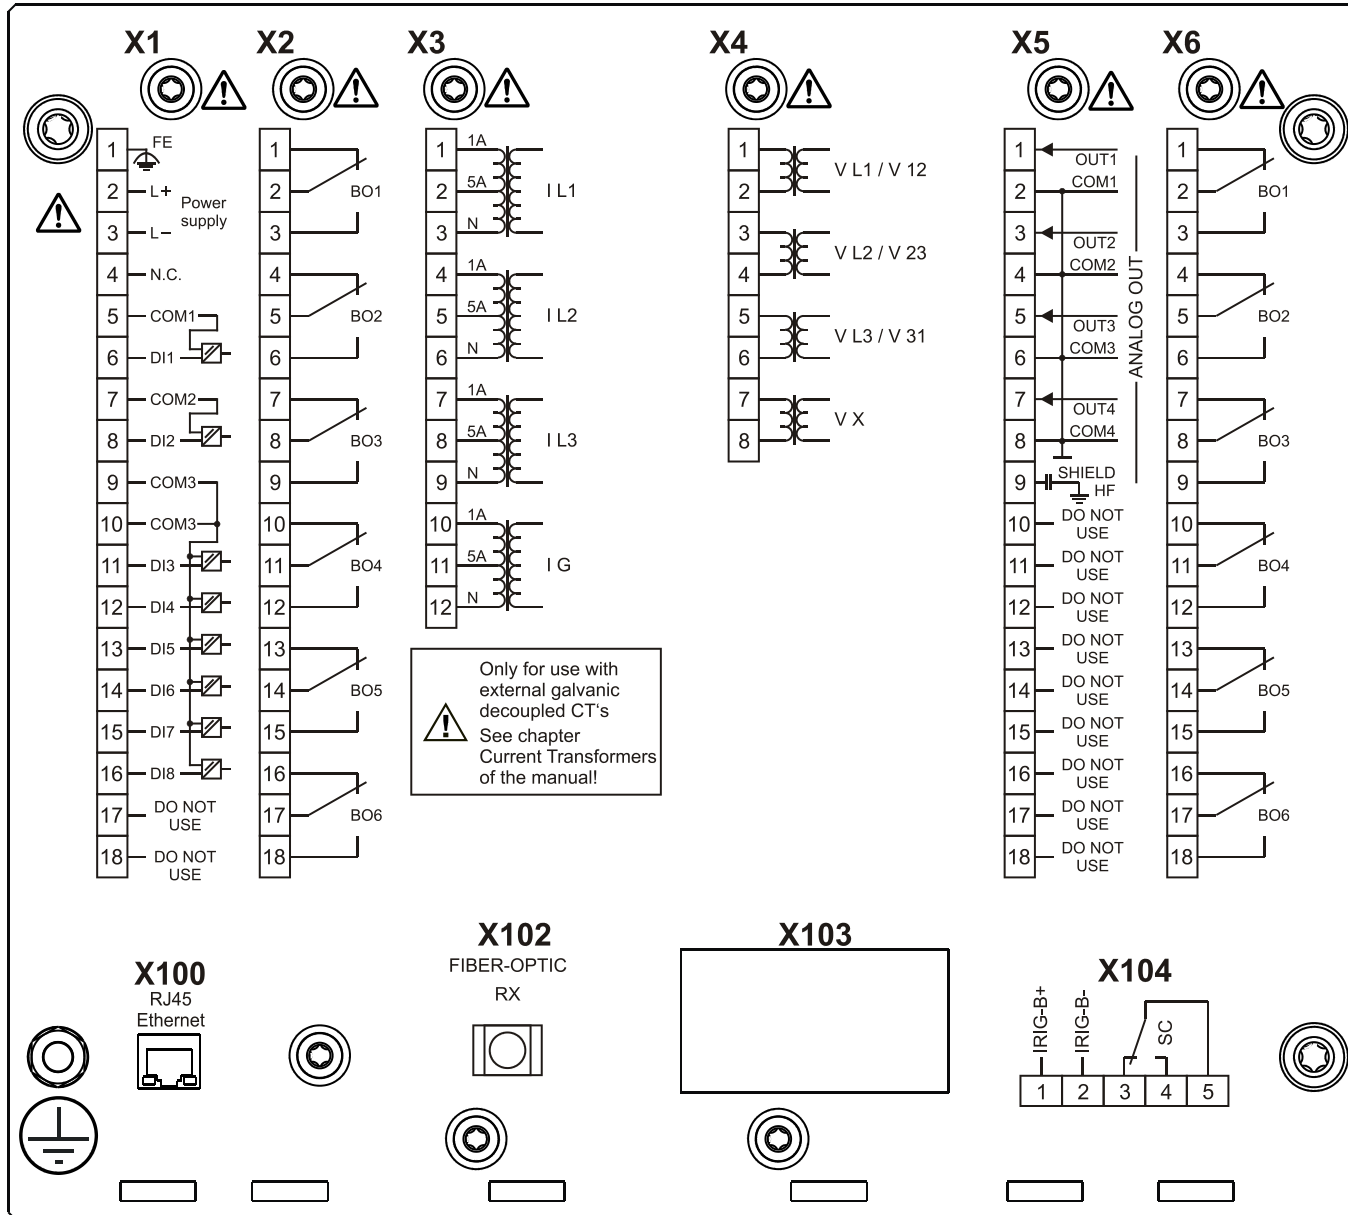 X1
X2
X3
X4
X5
X6
1 FE
2 L+
Power
supply
3 L–
4 N.C.
5 COM1
6 DI1
7 COM2
8 DI2
9 COM3
10 COM3
11 DI3
12 DI4
13 DI5
14 DI6
15 DI7
16 DI8
17 DO NOT
USE
18 DO NOT
USE
1
2 BO1
3
4
5 BO2
6
7
8 BO3
9
10
11 BO4
12
13
14 BO5
15
16
17 BO6
18
1 1A
2 5A I L1
3 N
4 1A
5 5A I L2
6 N
7 1A
8 5A I L3
9 N
10 1A
11 5A I G
12 N
Only for use with
external galvanic
decoupled CT‘s
See chapter
Current Transformers
of the manual!
1
V L1 / V 12
2
3
V L2 / V 23
4
5
V L3 / V 31
6
7
V X
8
1 OUT1
2 COM1
3 OUT2
4 COM2
5 OUT3
6 COM3
7 OUT4
8 COM4
ANALOG OUT
9 SHIELD
HF
10 DO NOT
USE
11 DO NOT
USE
12 DO NOT
USE
13 DO NOT
USE
14 DO NOT
USE
15 DO NOT
USE
16 DO NOT
USE
17 DO NOT
USE
18 DO NOT
USE
1
2 BO1
3
4
5 BO2
6
7
8 BO3
9
10
11 BO4
12
13
14 BO5
15
16
17 BO6
18
X100
RJ45
Ethernet
X102
FIBER-OPTIC
RX
X103
X104
IRIG-B+
IRIG-B-
SC
1 2 3 4 5